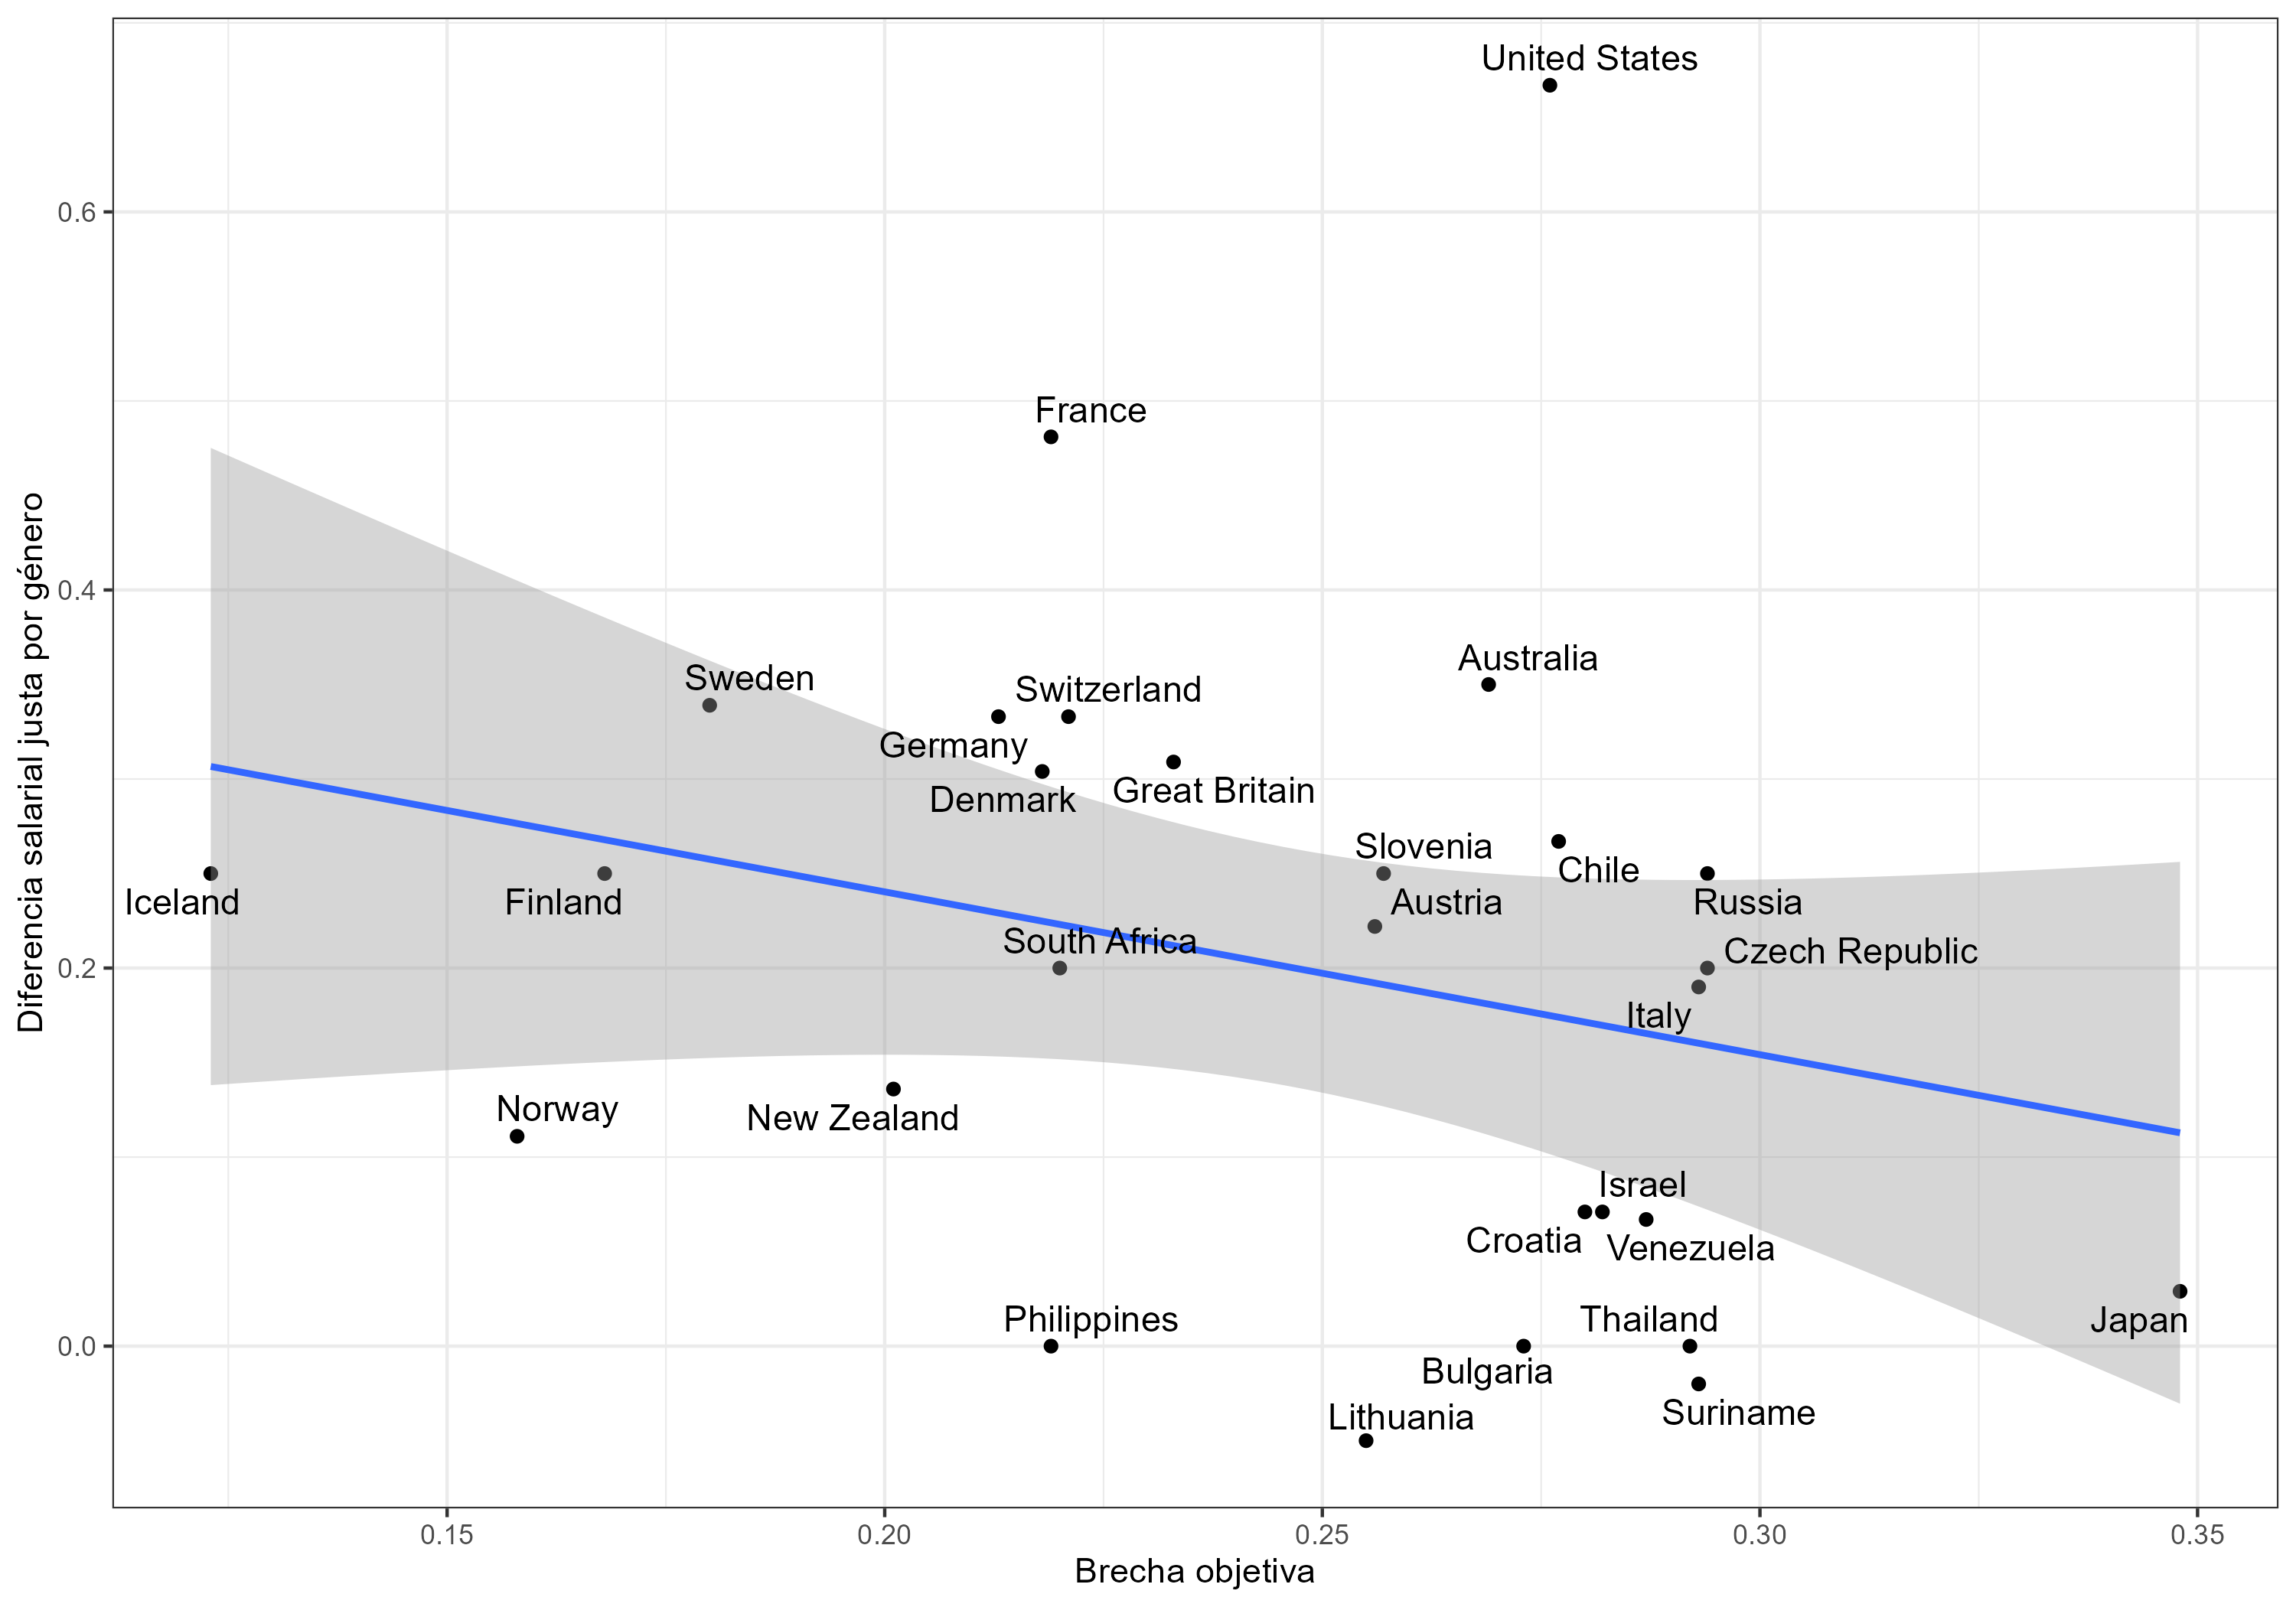 United States
0.6
France
0.4
Australia
Sweden
Switzerland
Germany
Great Britain
Denmark
Slovenia
Chile
Iceland
Finland
Austria
Russia
South Africa
Czech Republic
0.2
Italy
Norway
New Zealand
Israel
Croatia
Venezuela
Philippines
Thailand
Japan
0.0
Bulgaria
Suriname
Lithuania
0.15
0.20
0.25
0.30
0.35
Brecha objetiva
Diferencia salarial justa por género